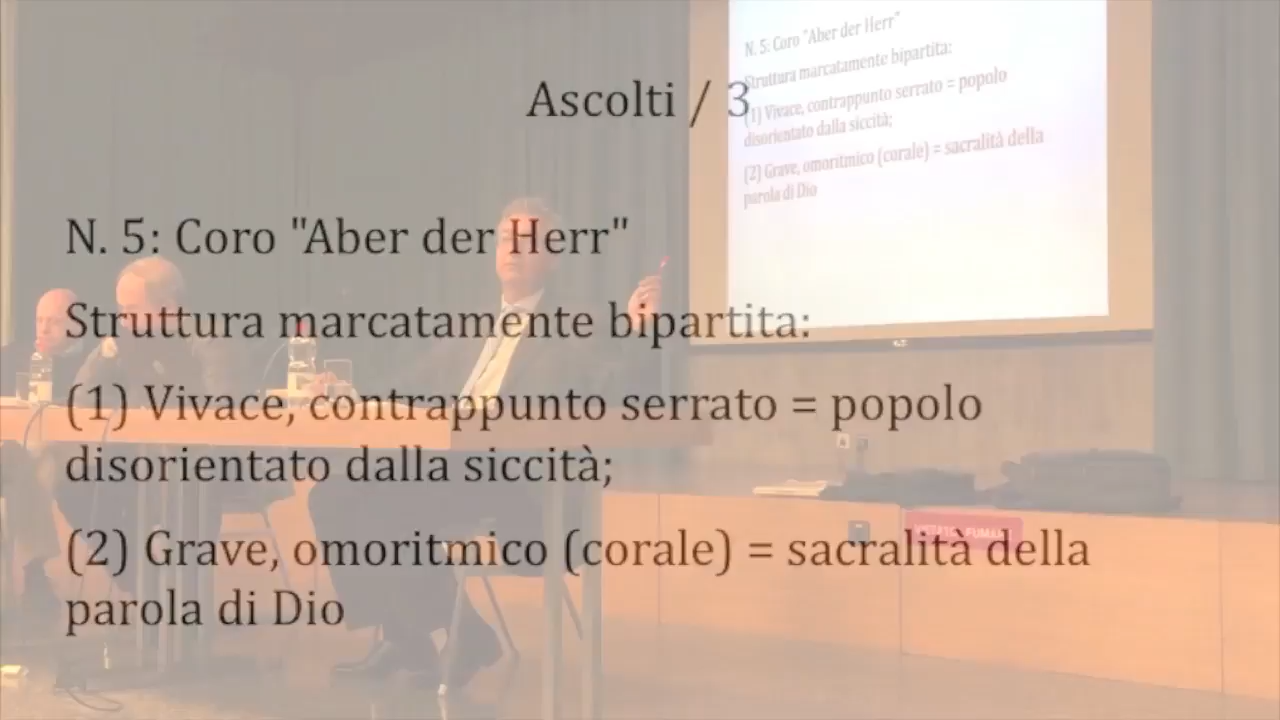 Ascolti / 3
N. 5: Coro "Aber der Herr"
Struttura marcatamente bipartita:
(1) Vivace, contrappunto serrato = popolo
disorientato dalla siccità;
(2) Grave, omoritmico (corale) = sacralità della
parola di Dio
N. 5: Coro "Aber der Herr"
Struttura marcatamente bipartita:
(1) Vivace, contrappunto serrato = popolo
disorientato dalla siccità;
(2) Grave, omoritmico (corale) = sacralità della
parola di Dio
VIETATO FUMARE